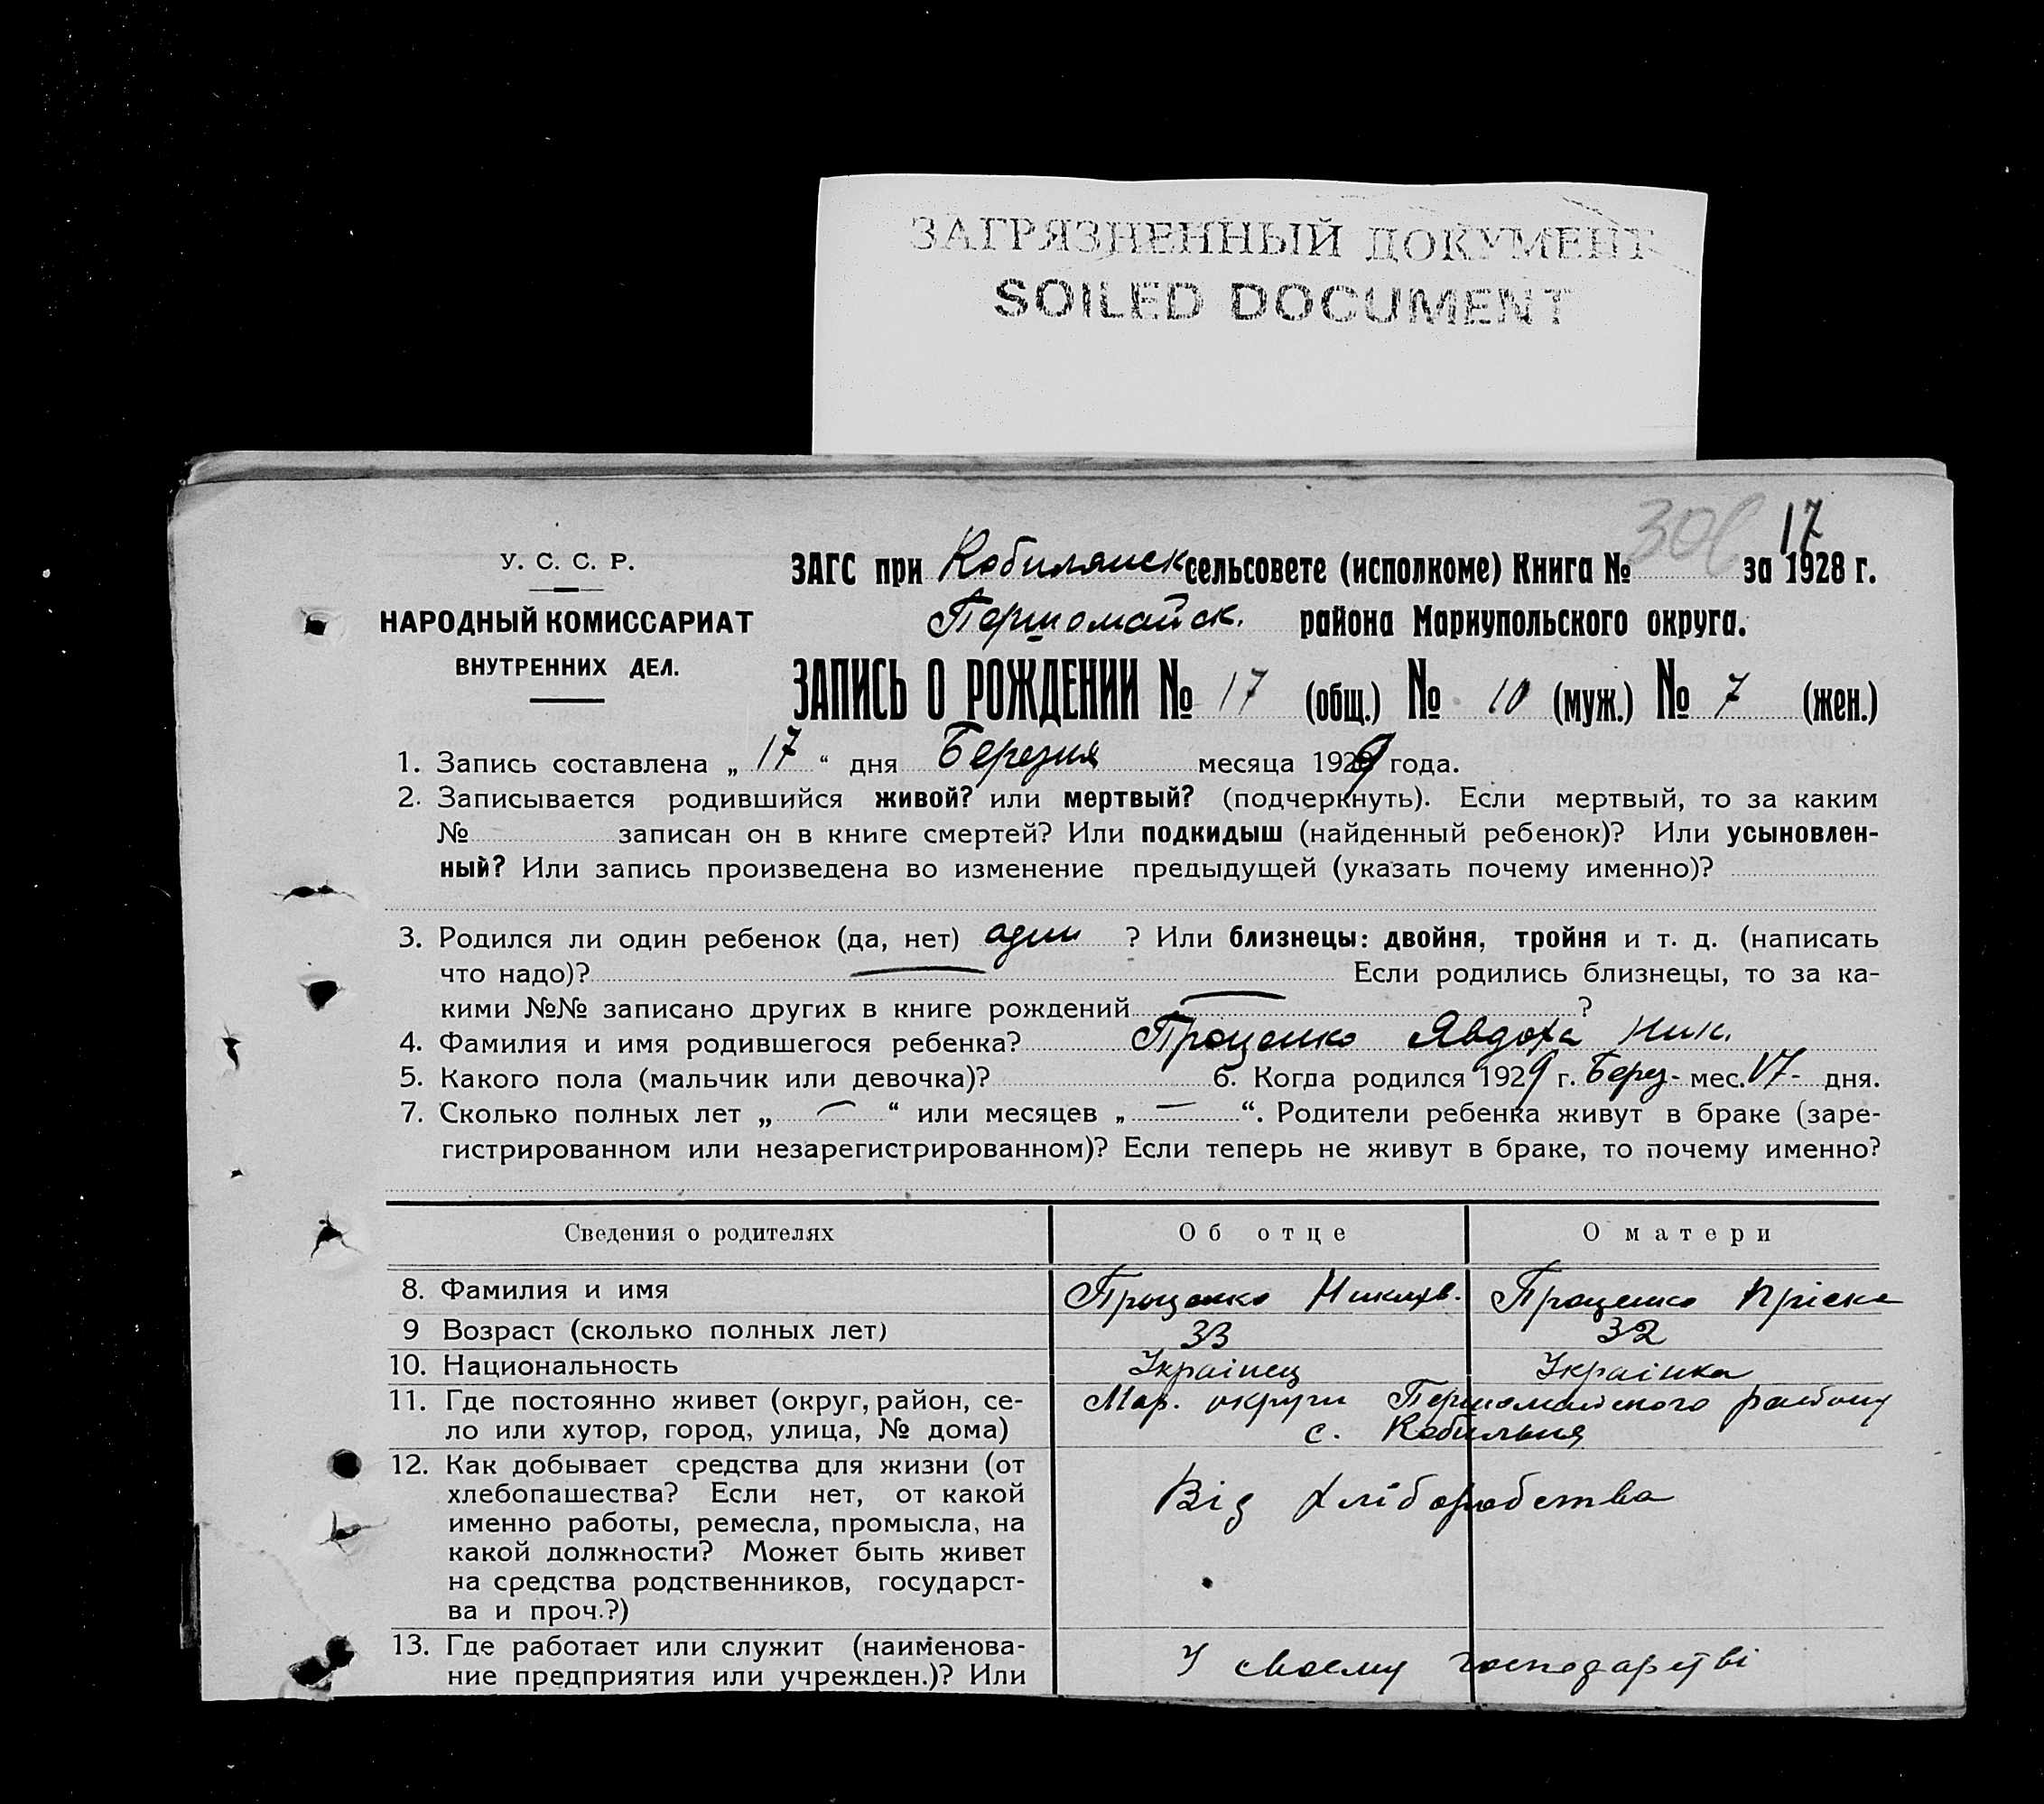 ЗАГРЯЗНЕННЫЙ ДОКУМЕНТ
SOILED DOCUMENT
306 17
У. С. С. Р.
НАРОДНЫЙ КОМИССАРИАТ
ВНУТРЕННИХ ДЕЛ.
ЗАГС при Кобилянск сельсовете (исполкоме) Книга № за 1928 г.
Першомайск. района Мариупольского округа.
ЗАПИСЬ О РОЖДЕНИИ № 17 (общ.) № 10 (муж.) № 7 (жен.)
1. Запись составлена „ 17 “ дня Березня месяца 1929 года.
2. Записывается родившийся живой? или мертвый? (подчеркнуть). Если мертвый, то за каким
№ записан он в книге смертей? Или подкидыш (найденный ребенок)? Или усыновлен-
ный? Или запись произведена во изменение предыдущей (указать почему именно)?
3. Родился ли один ребенок (да, нет) один ? Или близнецы: двойня, тройня и т. д. (написать
что надо)? — Если родились близнецы, то за ка-
кими №№ записано других в книге рождений — ?
4. Фамилия и имя родившегося ребенка? Проценко Явдоха Ник.
5. Какого пола (мальчик или девочка)? 6. Когда родился 1929 г. Берез- мес. 17- дня.
7. Сколько полных лет „ — “ или месяцев „ — “. Родители ребенка живут в браке (заре-
гистрированном или незарегистрированном)? Если теперь не живут в браке, то почему именно?
Сведения о родителях Об отце О матери
8. Фамилия и имя Проценко Никиф. Проценко Пріська
9 Возраст (сколько полных лет) 33 32
10. Национальность Українец Українка
11. Где постоянно живет (округ, район, се- Мар. округи Першомайского району
ло или хутор, город, улица, № дома) с. Кобильня
12. Как добывает средства для жизни (от
хлебопашества? Если нет, от какой Від хліборобства
именно работы, ремесла, промысла, на
какой должности? Может быть живет
на средства родственников, государст-
ва и проч.?)
13. Где работает или служит (наименова- У своему господарстві
ние предприятия или учрежден.)? Или